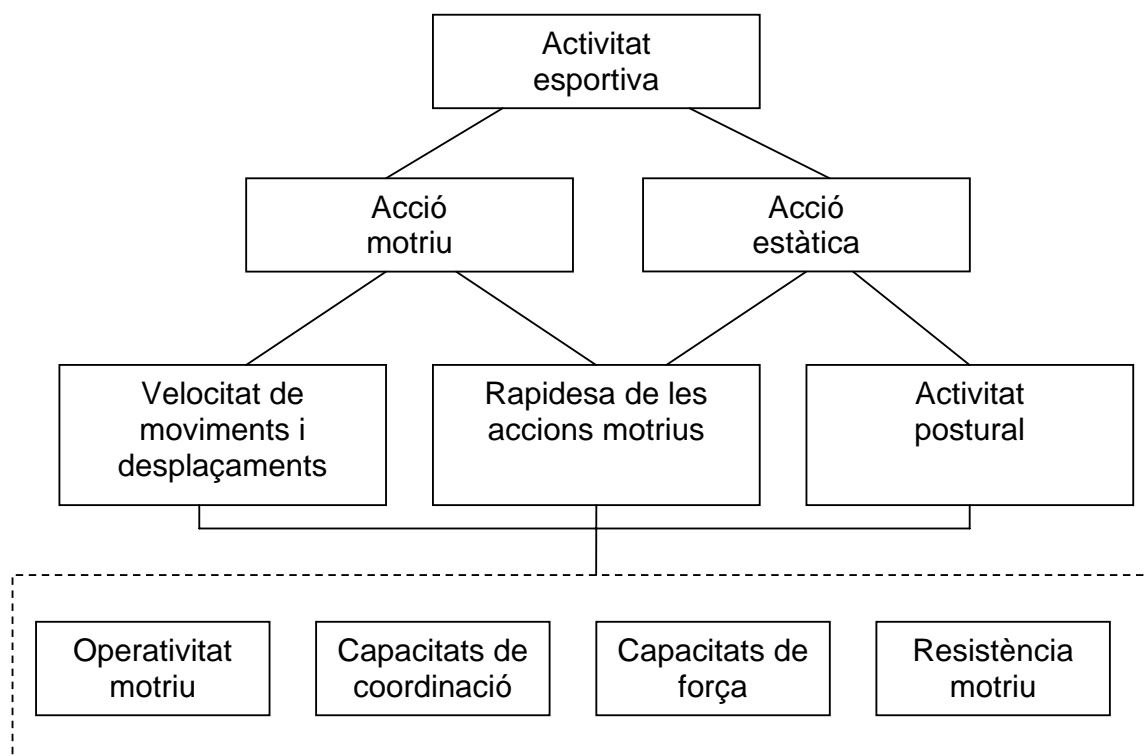 Activitat
esportiva
Acció
motriu
Acció
estàtica
Velocitat de
moviments i
desplaçaments
Rapidesa de les
accions motrius
Activitat
postural
Operativitat
motriu
Capacitats de
coordinació
Capacitats de
força
Resistència
motriu